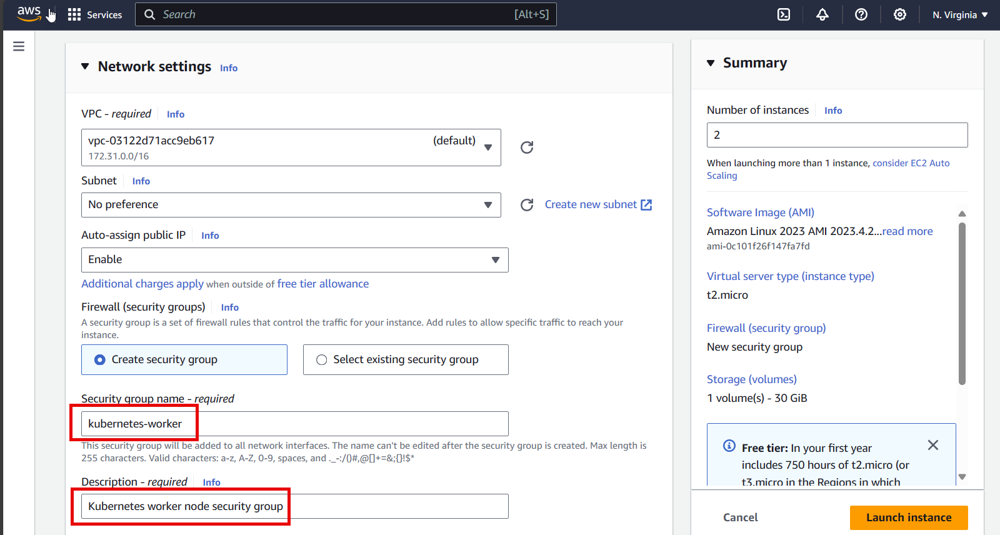 aws
Services
Search
[Alt+S]
N. Virginia
Network settings Info
VPC - required Info
vpc-03122d71acc9eb617 (default)
172.31.0.0/16
Subnet Info
No preference
Create new subnet
Auto-assign public IP Info
Enable
Additional charges apply when outside of free tier allowance
Firewall (security groups) Info
A security group is a set of firewall rules that control the traffic for your instance. Add rules to allow specific traffic to reach your
instance.
Create security group
Select existing security group
Security group name - required
kubernetes-worker
This security group will be added to all network interfaces. The name can't be edited after the security group is created. Max length is
255 characters. Valid characters: a-z, A-Z, 0-9, spaces, and ._-:/()#,@[]+=&;{}!$*
Description - required Info
Kubernetes worker node security group
Summary
Number of instances Info
2
When launching more than 1 instance, consider EC2 Auto
Scaling
Software Image (AMI)
Amazon Linux 2023 AMI 2023.4.2...read more
ami-0c101f26f147fa7fd
Virtual server type (instance type)
t2.micro
Firewall (security group)
New security group
Storage (volumes)
1 volume(s) - 30 GiB
Free tier: In your first year
includes 750 hours of t2.micro (or
t3.micro in the Regions in which
Cancel
Launch instance